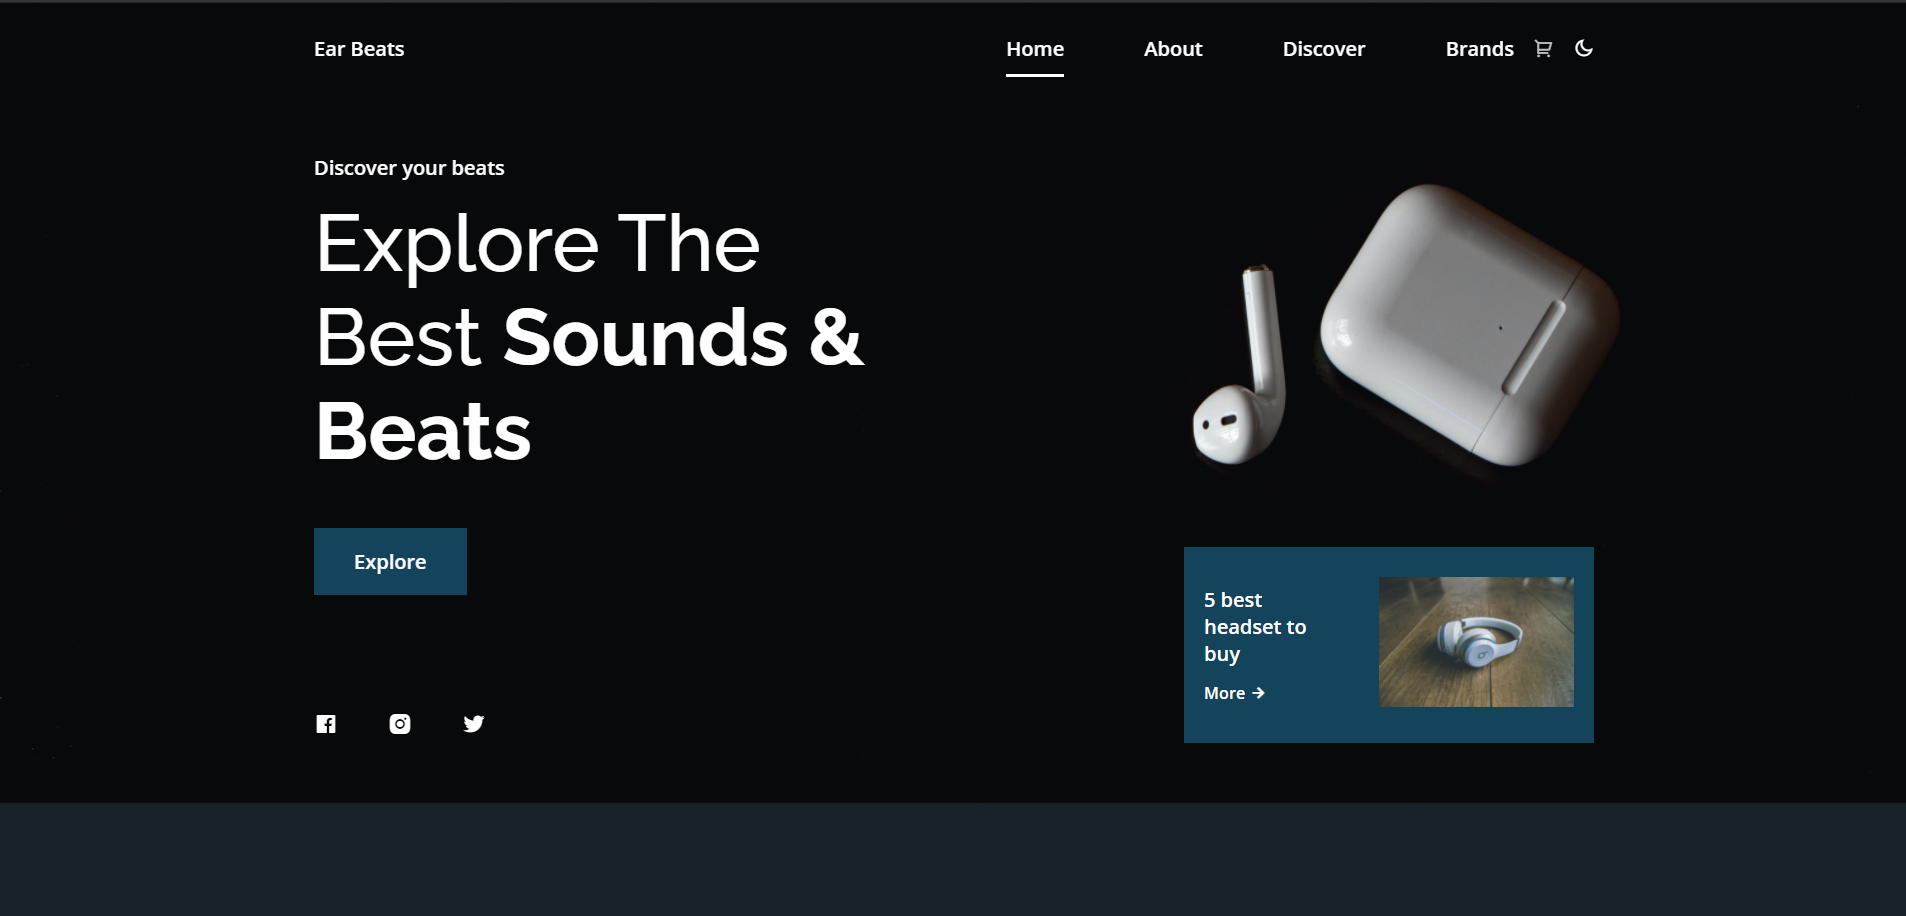 Ear Beats
Home
About
Discover
Brands
Discover your beats
Explore The
Best Sounds &
Beats
Explore
5 best
headset to
buy
More →